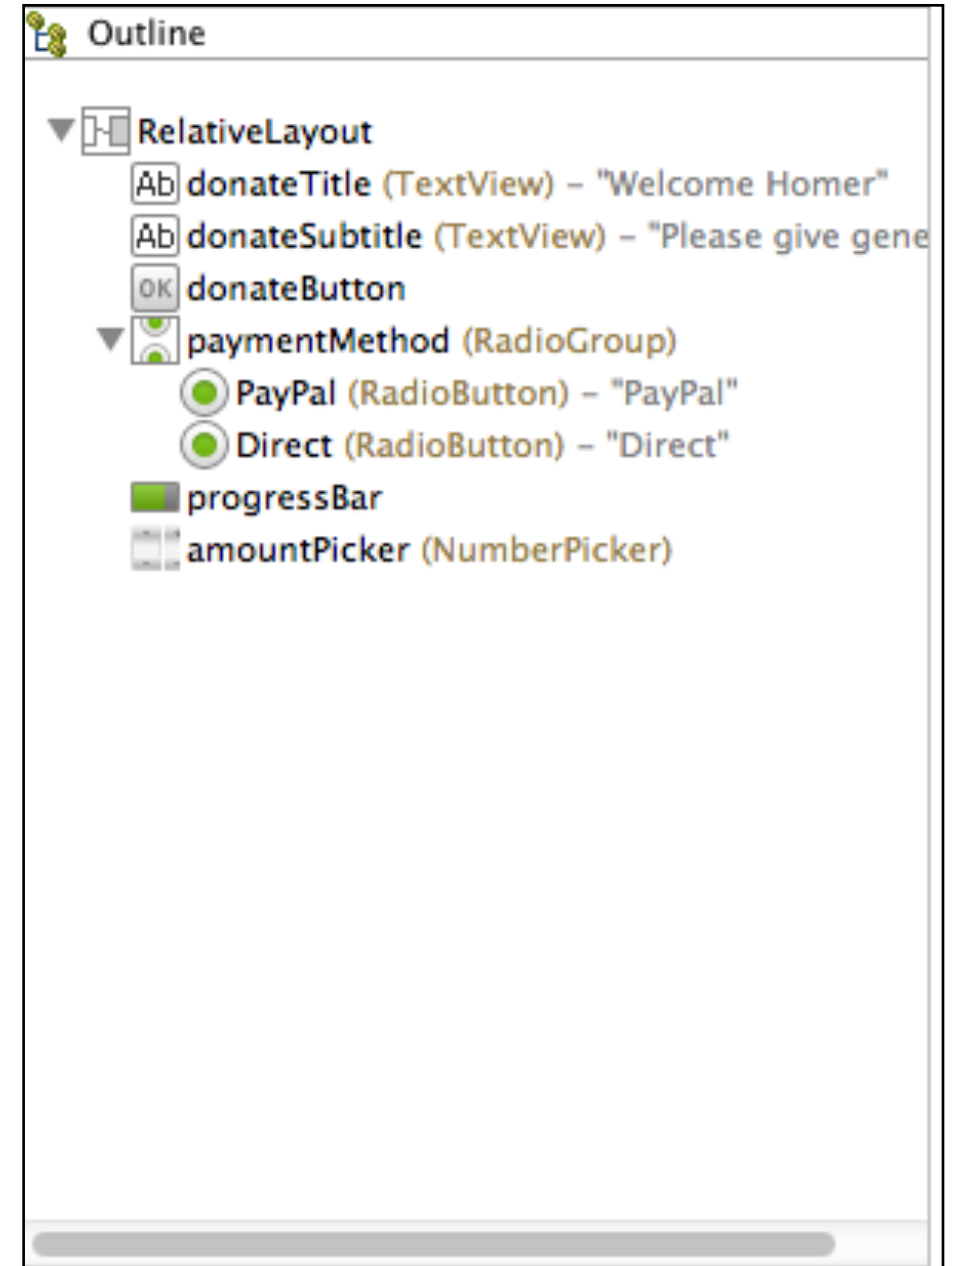 Outline
RelativeLayout
Ab donateTitle (TextView) – "Welcome Homer"
Ab donateSubtitle (TextView) – "Please give gene
OK donateButton
paymentMethod (RadioGroup)
PayPal (RadioButton) – "PayPal"
Direct (RadioButton) – "Direct"
progressBar
amountPicker (NumberPicker)